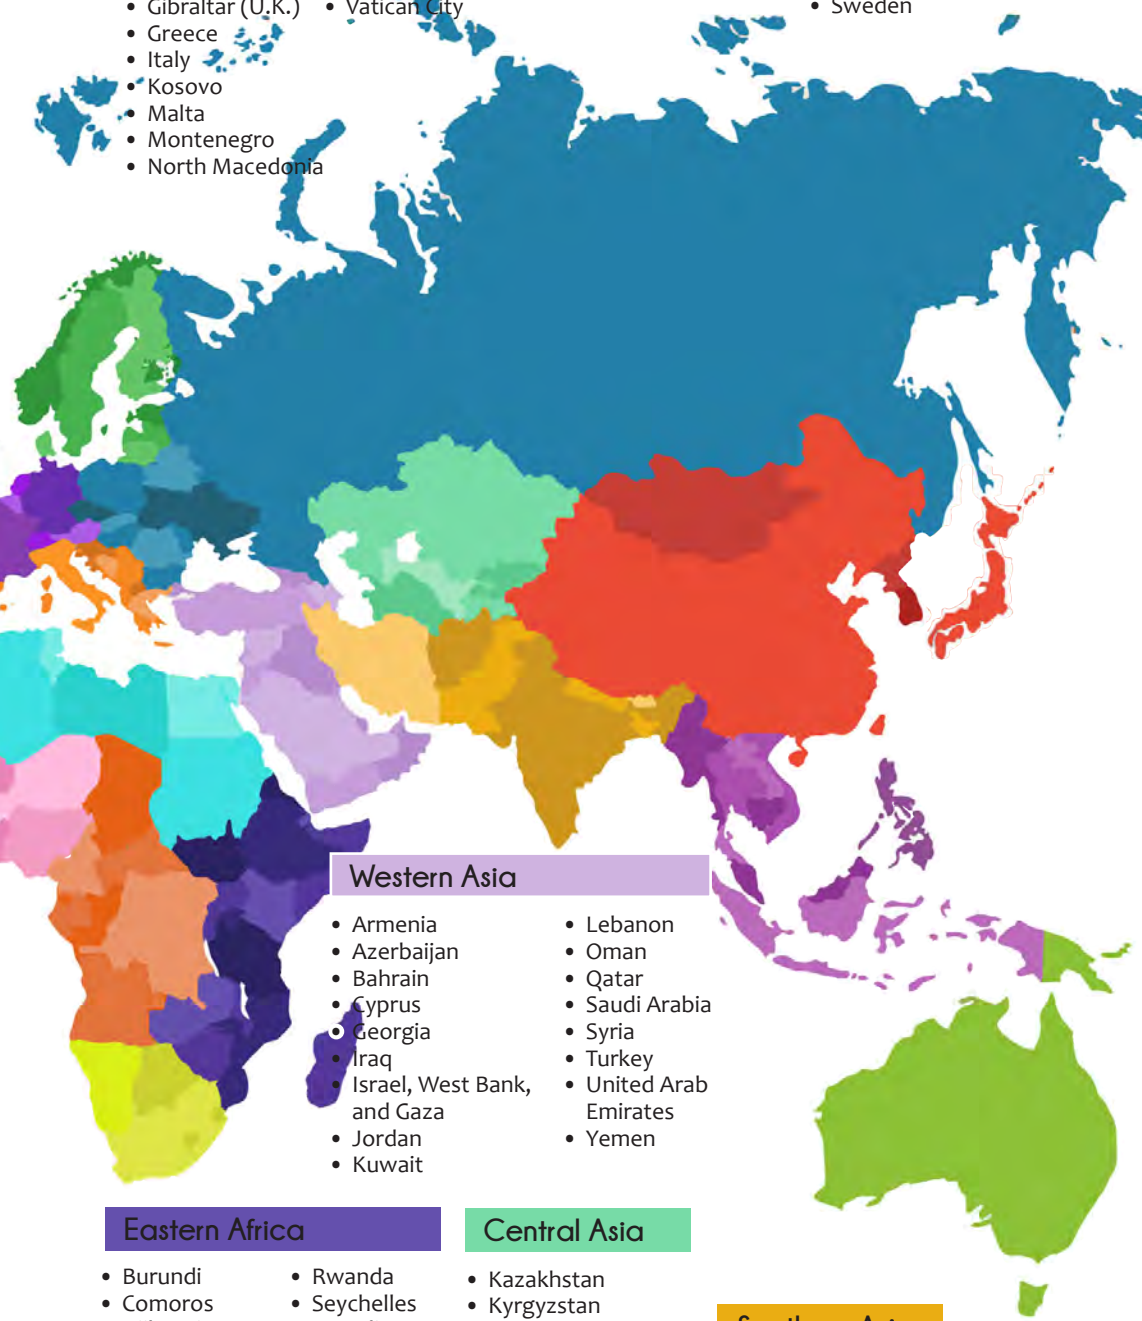 • Gibraltar (U.K.)
• Greece
• Italy
• Kosovo
• Malta
• Montenegro
• North Macedonia
• Vatican City
• Sweden
Western Asia
• Armenia
• Azerbaijan
• Bahrain
• Cyprus
• Georgia
• Iraq
• Israel, West Bank,
and Gaza
• Jordan
• Kuwait
• Lebanon
• Oman
• Qatar
• Saudi Arabia
• Syria
• Turkey
• United Arab
Emirates
• Yemen
Eastern Africa
• Burundi
• Comoros
• Rwanda
• Seychelles
Central Asia
• Kazakhstan
• Kyrgyzstan